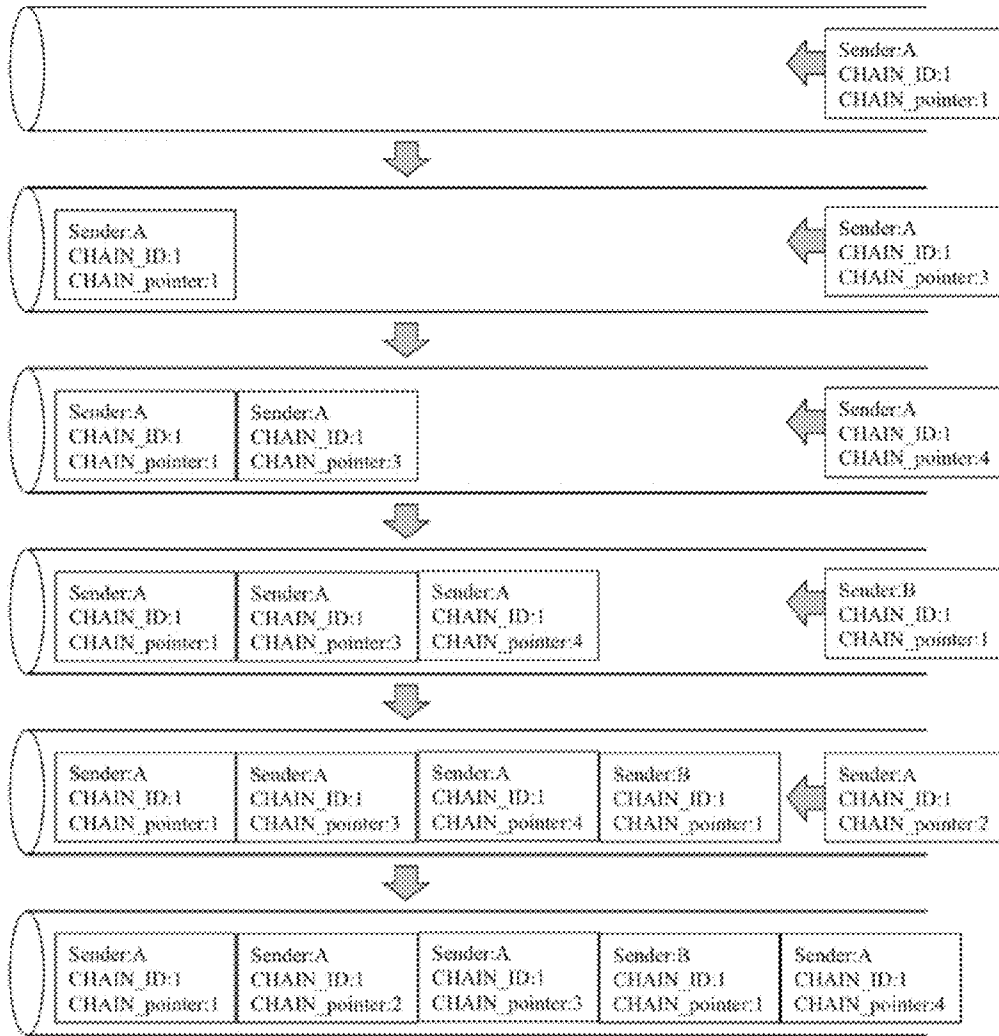 Sender:A
CHAIN_ID:1
CHAIN_pointer:1
Sender:A
CHAIN_ID:1
CHAIN_pointer:1
Sender:A
CHAIN_ID:1
CHAIN_pointer:3
Sender:A
CHAIN_ID:1
CHAIN_pointer:1
Sender:A
CHAIN_ID:1
CHAIN_pointer:3
Sender:A
CHAIN_ID:1
CHAIN_pointer:4
Sender:A
CHAIN_ID:1
CHAIN_pointer:1
Sender:A
CHAIN_ID:1
CHAIN_pointer:3
Sender:A
CHAIN_ID:1
CHAIN_pointer:4
Sender:B
CHAIN_ID:1
CHAIN_pointer:1
Sender:A
CHAIN_ID:1
CHAIN_pointer:1
Sender:A
CHAIN_ID:1
CHAIN_pointer:3
Sender:A
CHAIN_ID:1
CHAIN_pointer:4
Sender:B
CHAIN_ID:1
CHAIN_pointer:1
Sender:A
CHAIN_ID:1
CHAIN_pointer:2
Sender:A
CHAIN_ID:1
CHAIN_pointer:1
Sender:A
CHAIN_ID:1
CHAIN_pointer:2
Sender:A
CHAIN_ID:1
CHAIN_pointer:3
Sender:B
CHAIN_ID:1
CHAIN_pointer:1
Sender:A
CHAIN_ID:1
CHAIN_pointer:4